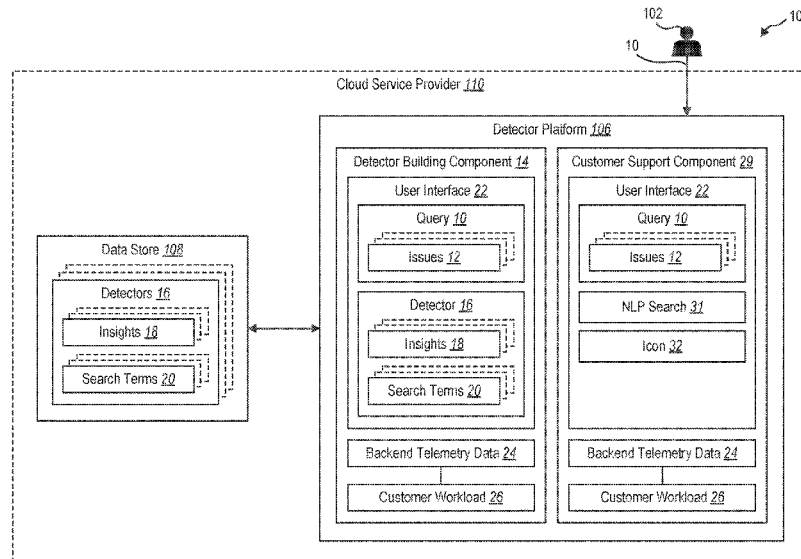 102
10
10
Cloud Service Provider 110
Detector Platform 106
Detector Building Component 14
Customer Support Component 29
User Interface 22
User Interface 22
Query 10
Query 10
Issues 12
Issues 12
Data Store 108
Detectors 16
Detector 16
NLP Search 31
Insights 18
Insights 18
Icon 32
Search Terms 20
Search Terms 20
Backend Telemetry Data 24
Backend Telemetry Data 24
Customer Workload 26
Customer Workload 26